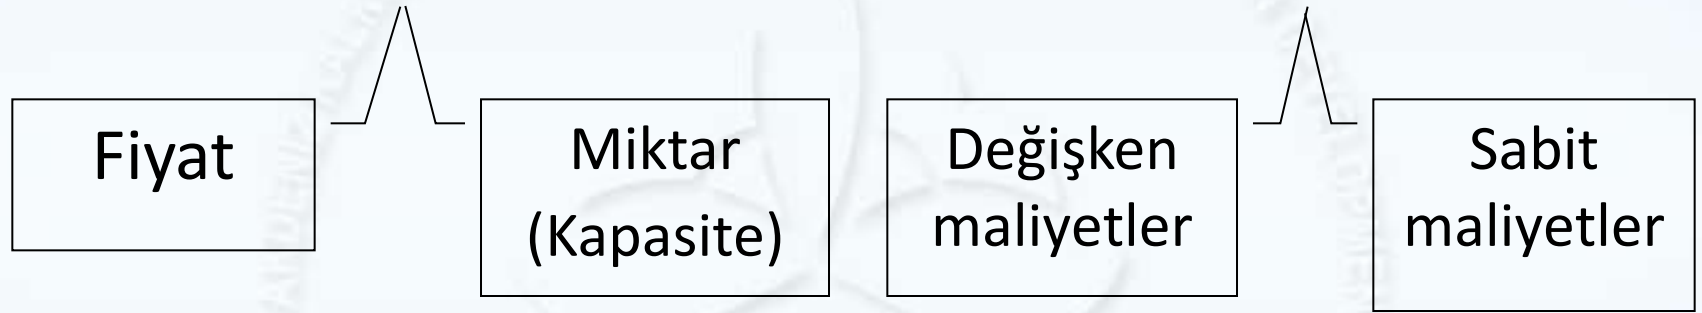 Fiyat
Miktar
(Kapasite)
Değişken
maliyetler
Sabit
maliyetler